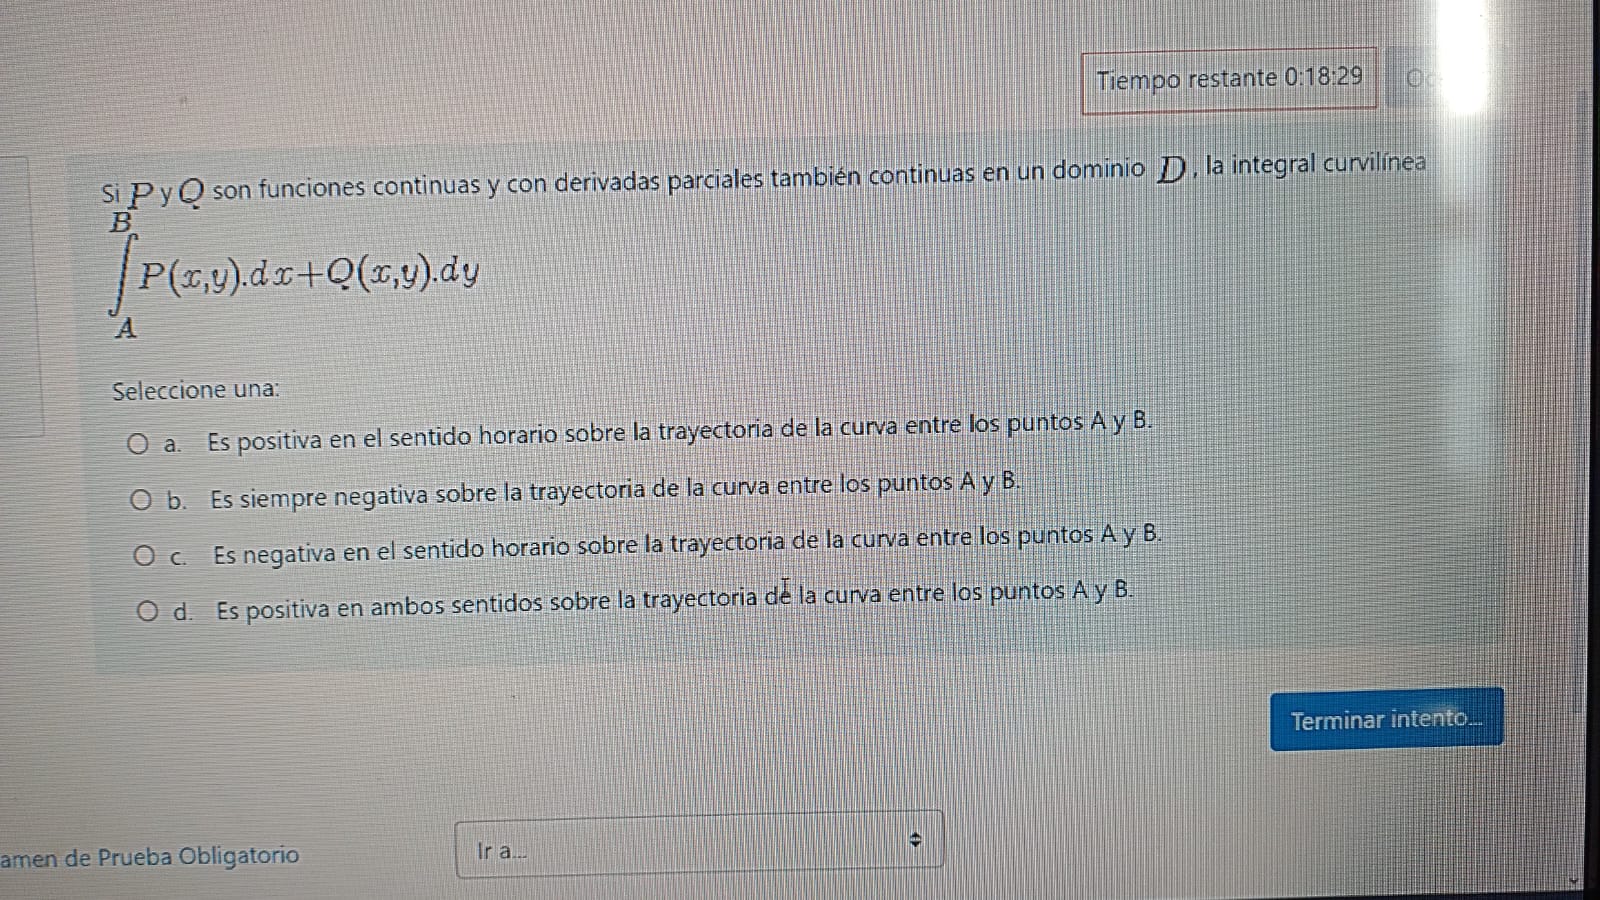 Tiempo restante 0:18:29
Si P y Q son funciones continuas y con derivadas parciales también continuas en un dominio D, la integral curvilínea
B
∫P(x,y).dx+Q(x,y).dy
A
Seleccione una:
a. Es positiva en el sentido horario sobre la trayectoria de la curva entre los puntos A y B.
b. Es siempre negativa sobre la trayectoria de la curva entre los puntos A y B.
c. Es negativa en el sentido horario sobre la trayectoria de la curva entre los puntos A y B.
d. Es positiva en ambos sentidos sobre la trayectoria de la curva entre los puntos A y B.
Terminar intento...
amen de Prueba Obligatorio
Ir a...